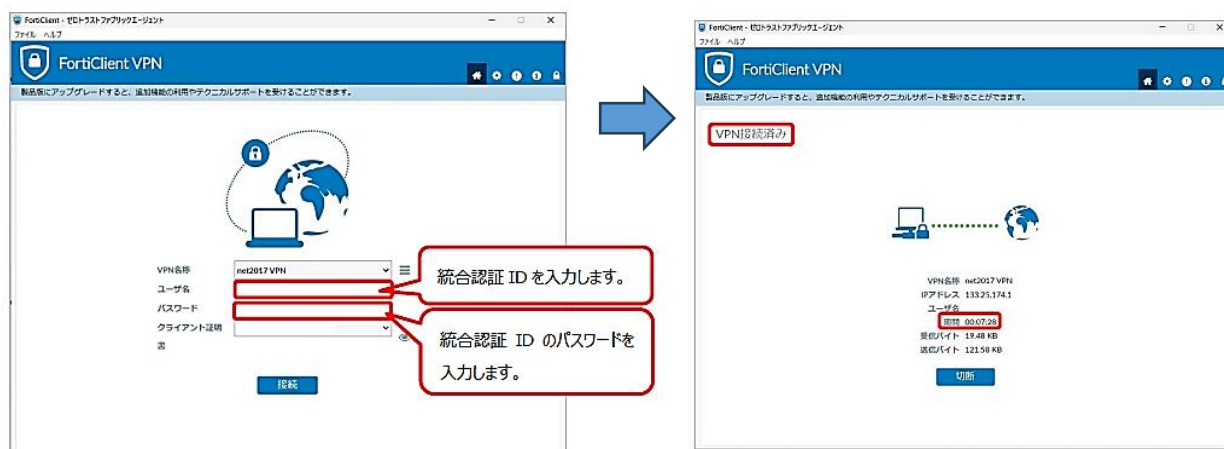 FortiClient - ゼロトラストファブリックエージェント
ファイル ヘルプ
FortiClient VPN
製品版にアップグレードすると、追加機能の利用やテクニカルサポートを受けることができます。
VPN名称 net2017 VPN
ユーザ名
パスワード
クライアント証明
書
接続
統合認証 ID を入力します。
統合認証 ID のパスワードを
入力します。
FortiClient - ゼロトラストファブリックエージェント
ファイル ヘルプ
FortiClient VPN
製品版にアップグレードすると、追加機能の利用やテクニカルサポートを受けることができます。
VPN接続済み
VPN名称 net2017 VPN
IPアドレス 133.25.174.1
ユーザ名
期間 00:07:28
受信バイト 19.48 KB
送信バイト 121.58 KB
切断